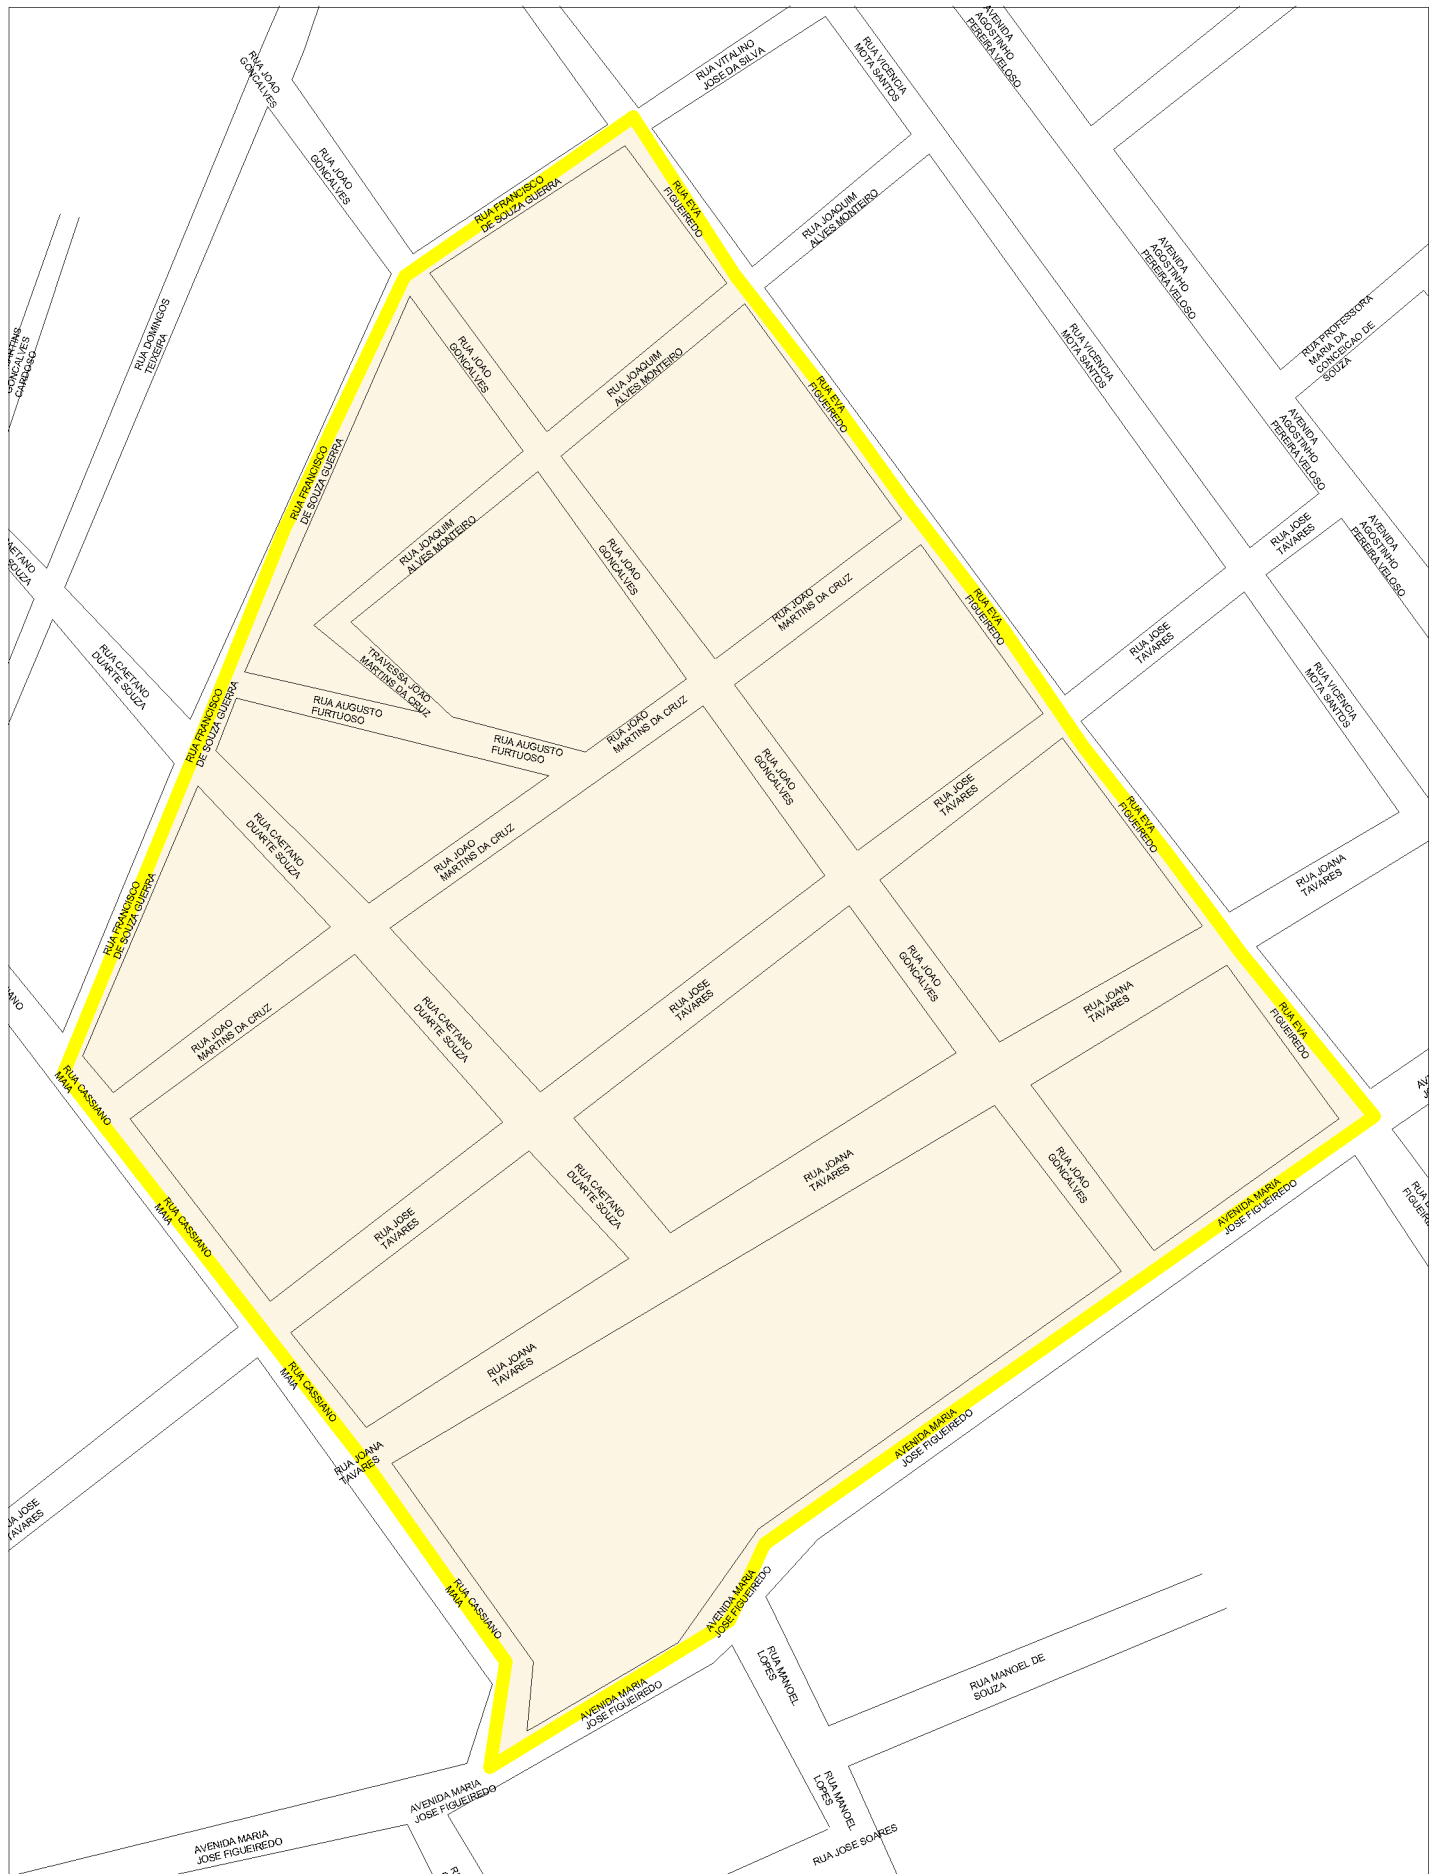 AVENIDA
AGOSTINHO
PEREIRA VELOSO
RUA VITALINO
JOSE DA SILVA
RUA VICENCIA
MOTA SANTOS
RUA JOAO
GONCALVES
RUA JOAO
GONCALVES
RUA FRANCISCO
DE SOUZA GUERRA
RUA EVA
FIGUEIREDO
RUA JOAQUIM
ALVES MONTEIRO
AVENIDA
AGOSTINHO
PEREIRA VELOSO
RUA DOMINGOS
TEIXEIRA
GONCALVES
CARDOSO
RUA JOAO
GONCALVES
RUA JOAQUIM
ALVES MONTEIRO
RUA EVA
FIGUEIREDO
RUA VICENCIA
MOTA SANTOS
RUA PROFESSORA
MARIA DA
CONCEICAO DE
SOUZA
AVENIDA
AGOSTINHO
PEREIRA VELOSO
RUA FRANCISCO
DE SOUZA GUERRA
RUA JOAQUIM
ALVES MONTEIRO
RUA JOAO
GONCALVES
RUA JOSE
TAVARES
AVENIDA
AGOSTINHO
PEREIRA VELOSO
SOUZA
RUA JOAO
MARTINS DA CRUZ
RUA EVA
FIGUEIREDO
RUA JOSE
TAVARES
RUA CAETANO
DUARTE SOUZA
TRAVESSA JOAO
MARTINS DA CRUZ
RUA VICENCIA
MOTA SANTOS
RUA FRANCISCO
DE SOUZA GUERRA
RUA AUGUSTO
FURTUOSO
RUA AUGUSTO
FURTUOSO
RUA JOAO
MARTINS DA CRUZ
RUA JOAO
GONCALVES
RUA JOSE
TAVARES
RUA EVA
FIGUEIREDO
RUA CAETANO
DUARTE SOUZA
RUA JOAO
MARTINS DA CRUZ
RUA JOANA
TAVARES
RUA FRANCISCO
DE SOUZA GUERRA
RUA JOAO
GONCALVES
RUA JOSE
TAVARES
RUA JOANA
TAVARES
RUA EVA
FIGUEIREDO
RUA JOAO
MARTINS DA CRUZ
RUA CAETANO
DUARTE SOUZA
RUA CASSIANO
MAIA
RUA JOAO
GONCALVES
RUA JOANA
TAVARES
RUA CAETANO
DUARTE SOUZA
AVENIDA MARIA
JOSE FIGUEIREDO
RUA CASSIANO
MAIA
RUA JOSE
TAVARES
RUA CASSIANO
MAIA
RUA JOANA
TAVARES
AVENIDA MARIA
JOSE FIGUEIREDO
RUA JOANA
TAVARES
JOSE
TAVARES
RUA CASSIANO
MAIA
AVENIDA MARIA
JOSE FIGUEIREDO
RUA MANOEL
LOPES
RUA MANOEL DE
SOUZA
AVENIDA MARIA
JOSE FIGUEIREDO
AVENIDA MARIA
JOSE FIGUEIREDO
RUA MANOEL
LOPES
AVENIDA MARIA
JOSE FIGUEIREDO
RUA JOSE SOARES